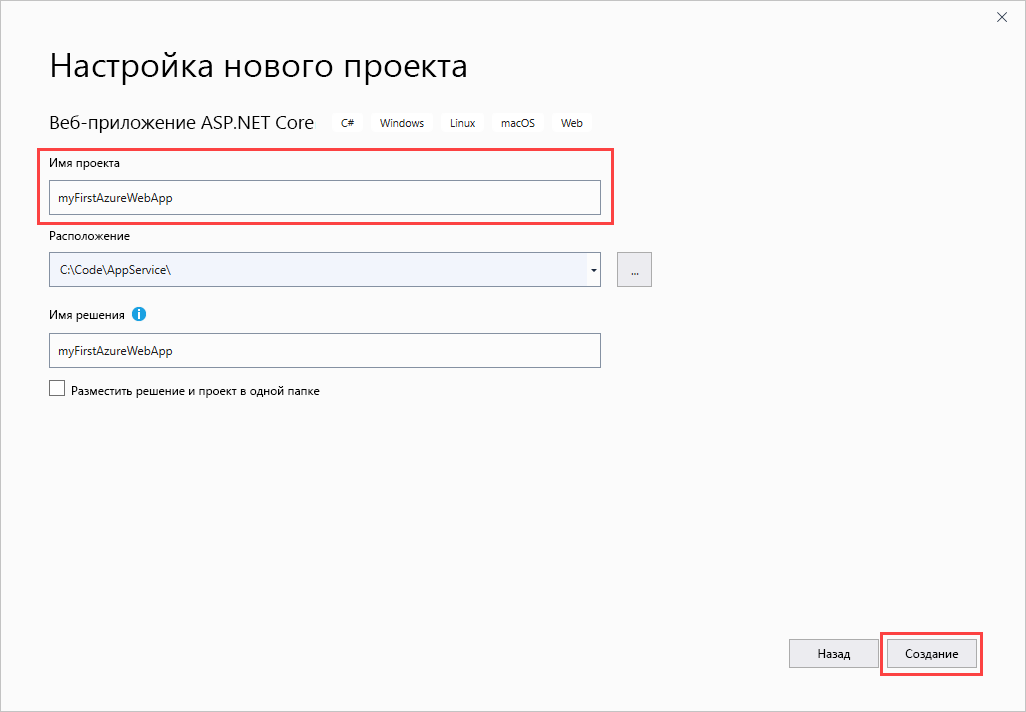 Настройка нового проекта
Веб-приложение ASP.NET Core C# Windows Linux macOS Web
Имя проекта
myFirstAzureWebApp
Расположение
C:\Code\AppService\
...
Имя решения
myFirstAzureWebApp
Разместить решение и проект в одной папке
Назад Создание